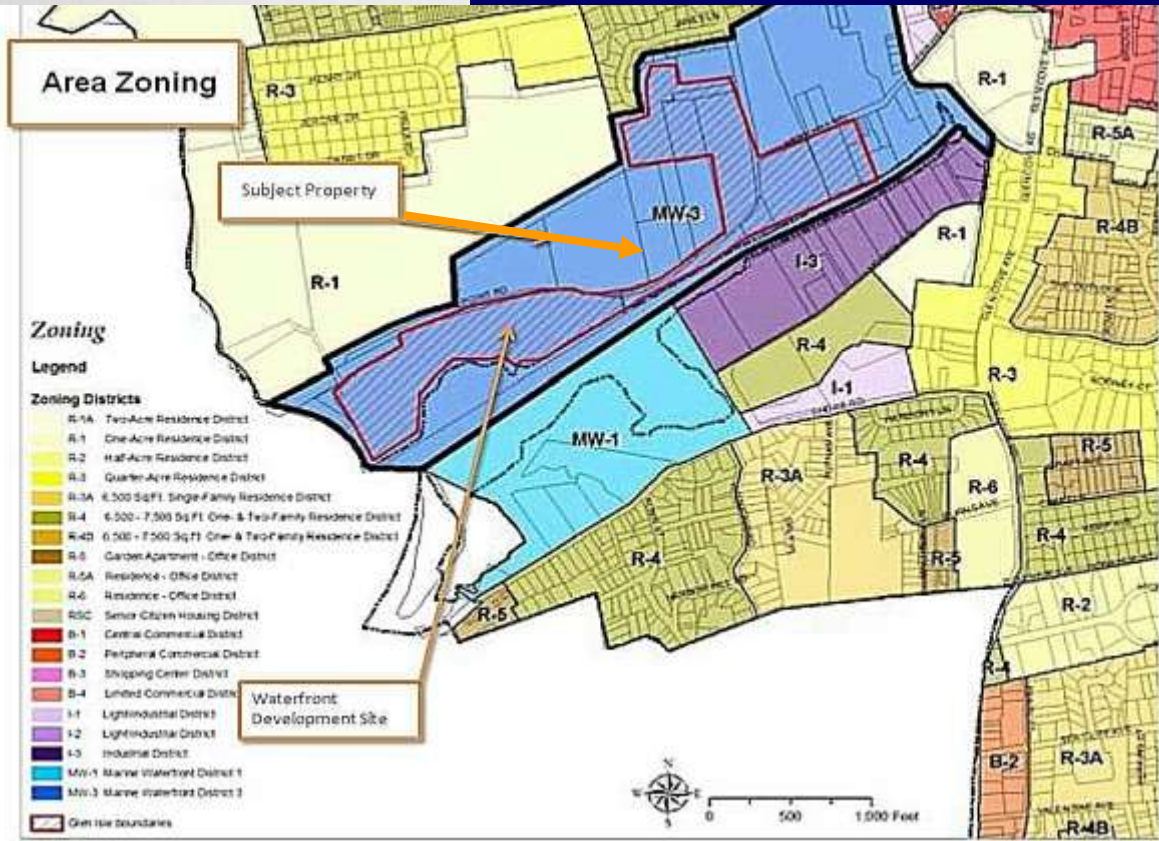 Area Zoning
Subject Property
Waterfront
Development Site
Zoning
Legend
Zoning Districts
R-1A Two-Acre Residence District
R-1 One-Acre Residence District
R-2 Half-Acre Residence District
R-3 Quarter-Acre Residence District
R-3A 6,500 Sq.Ft. Single-Family Residence District
R-4 6,500 - 7,500 Sq.Ft. One- & Two-Family Residence District
R-4B 6,500 - 7,500 Sq.Ft. One- & Two-Family Residence District
R-5 Garden Apartment - Office District
R-5A Residence - Office District
R-6 Residence - Office District
RSC Senior Citizen Housing District
B-1 Central Commercial District
B-2 Peripheral Commercial District
B-3 Shopping Center District
B-4 Limited Commercial Distric
I-1 Light Industrial District
I-2 Light Industrial District
I-3 Industrial District
MW-1 Marine Waterfront District 1
MW-3 Marine Waterfront District 3
Glen Isle boundaries
R-3
R-1
R-1
R-5A
R-4B
MW-3
R-1
I-3
R-4
I-1
R-3
MW-1
R-3A
R-4
R-5
R-6
R-4
R-5
R-4
R-5
R-2
R-4
B-2
R-3A
R-4B
GLEN COVE AVE
N
W
E
S
0
500
1,000 Feet